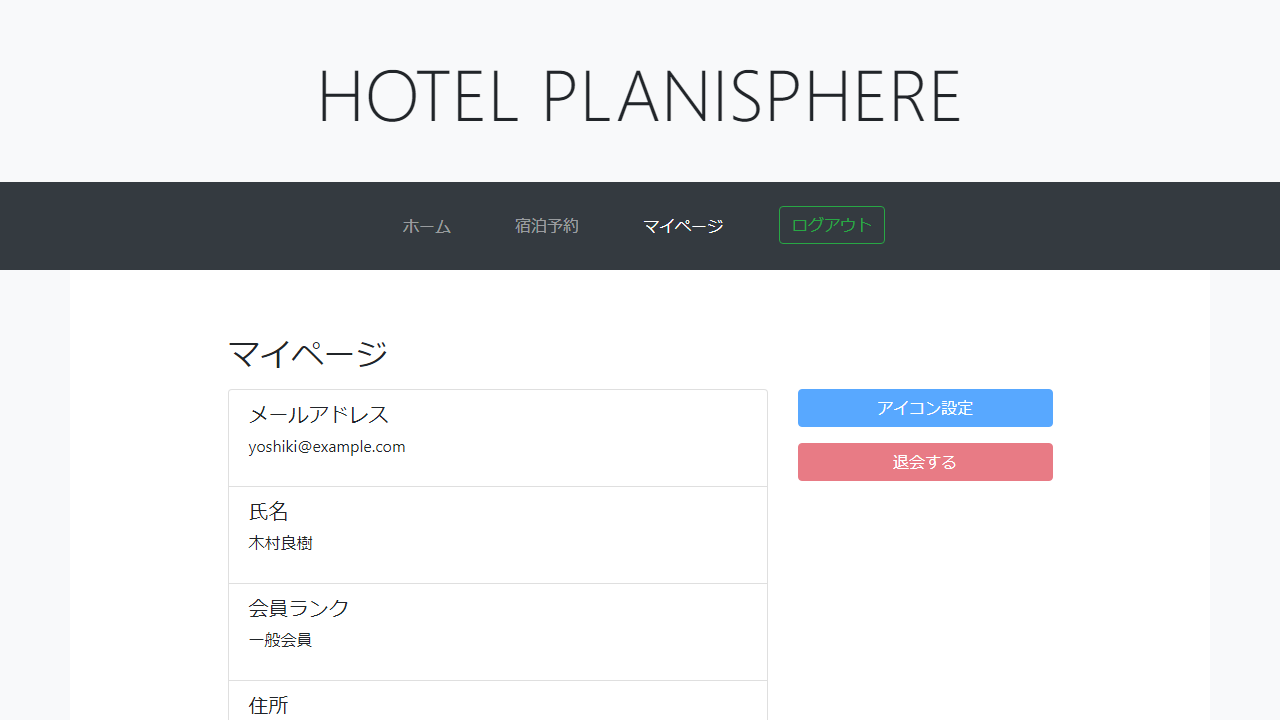 HOTEL PLANISPHERE
ホーム 宿泊予約 マイページ ログアウト
マイページ
メールアドレス
yoshiki@example.com
氏名
木村良樹
会員ランク
一般会員
住所
アイコン設定
退会する